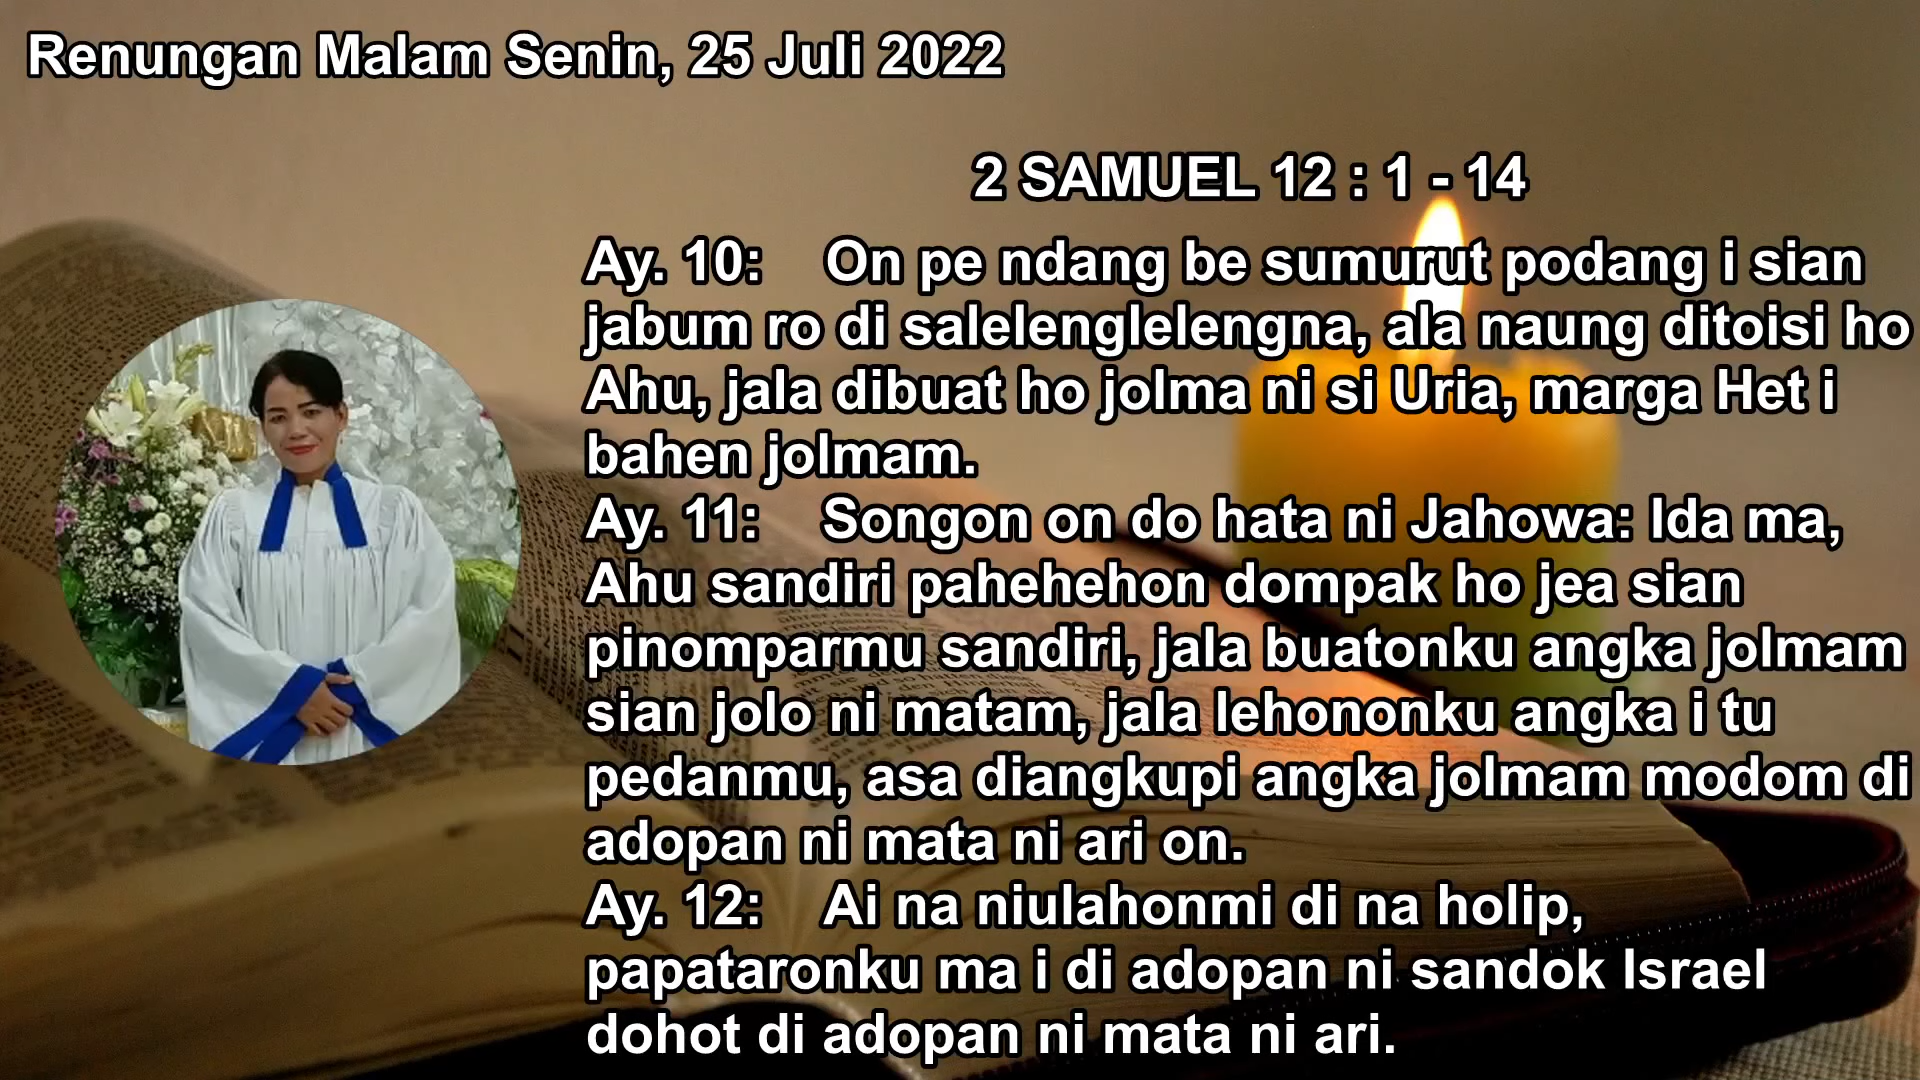 Renungan Malam Senin, 25 Juli 2022
2 SAMUEL 12 : 1 - 14
Ay. 10: On pe ndang be sumurut podang i sian
jabum ro di salelenglelengna, ala naung ditoisi ho
Ahu, jala dibuat ho jolma ni si Uria, marga Het i
bahen jolmam.
Ay. 11: Songon on do hata ni Jahowa: Ida ma,
Ahu sandiri pahehehon dompak ho jea sian
pinomparmu sandiri, jala buatonku angka jolmam
sian jolo ni matam, jala lehononku angka i tu
pedanmu, asa diangkupi angka jolmam modom di
adopan ni mata ni ari on.
Ay. 12: Ai na niulahonmi di na holip,
papataronku ma i di adopan ni sandok Israel
dohot di adopan ni mata ni ari.